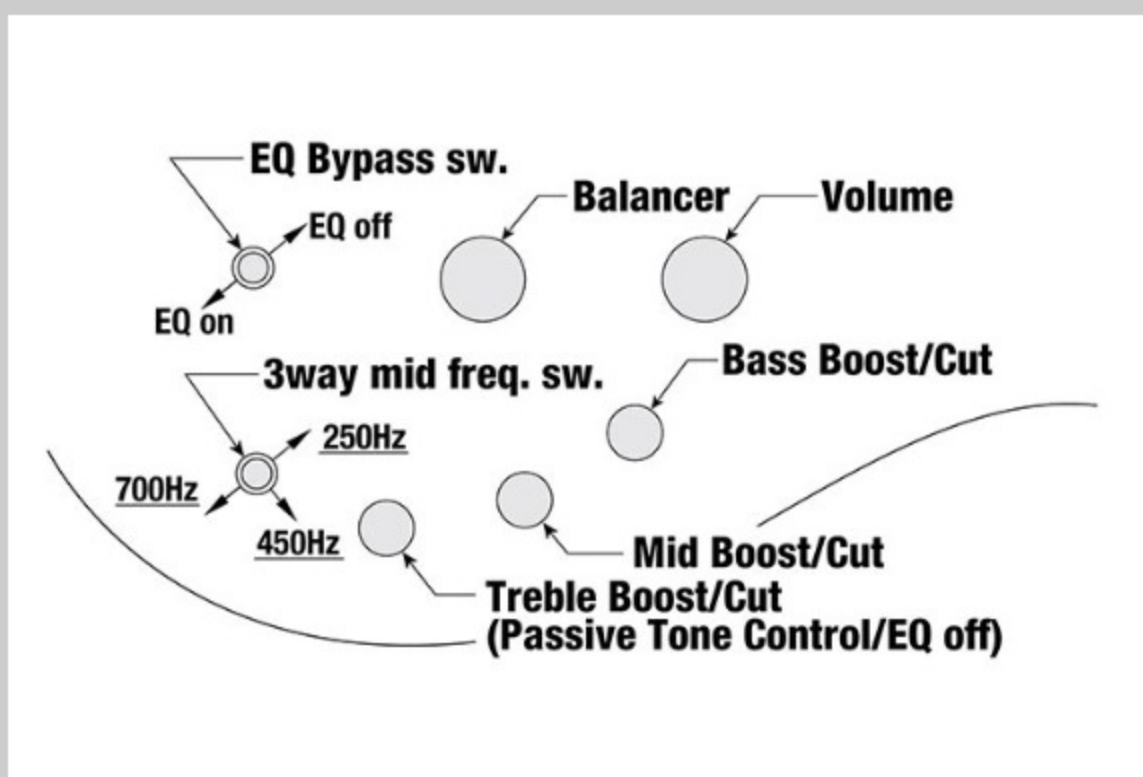 EQ Bypass sw.
EQ off
EQ on
Balancer
Volume
3way mid freq. sw.
250Hz
700Hz
450Hz
Bass Boost/Cut
Mid Boost/Cut
Treble Boost/Cut
(Passive Tone Control/EQ off)